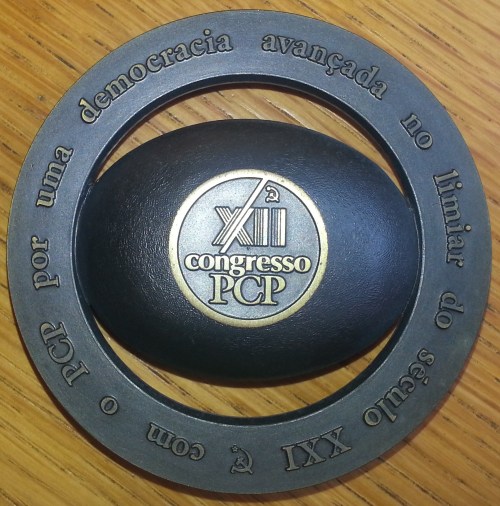 com o PCP por uma democracia avançada no limiar do século XXI
XII
congresso
PCP